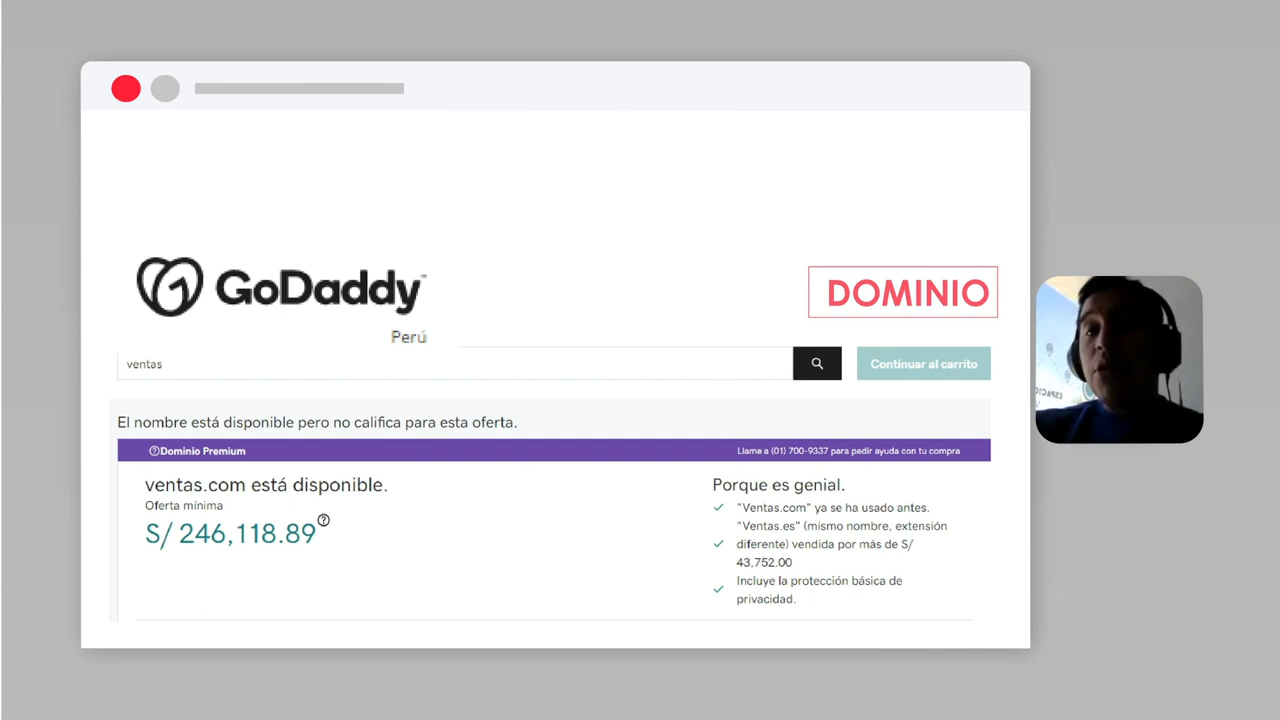 GoDaddy™
Perú
DOMINIO
ventas
Continuar al carrito
El nombre está disponible pero no califica para esta oferta.
Dominio Premium
Llame a (01) 700-9337 para pedir ayuda con tu compra
ventas.com está disponible.
Oferta mínima
S/ 246,118.89
Porque es genial.
"Ventas.com" ya se ha usado antes.
"Ventas.es" (mismo nombre, extensión
diferente) vendida por más de S/
43,752.00
Incluye la protección básica de
privacidad.